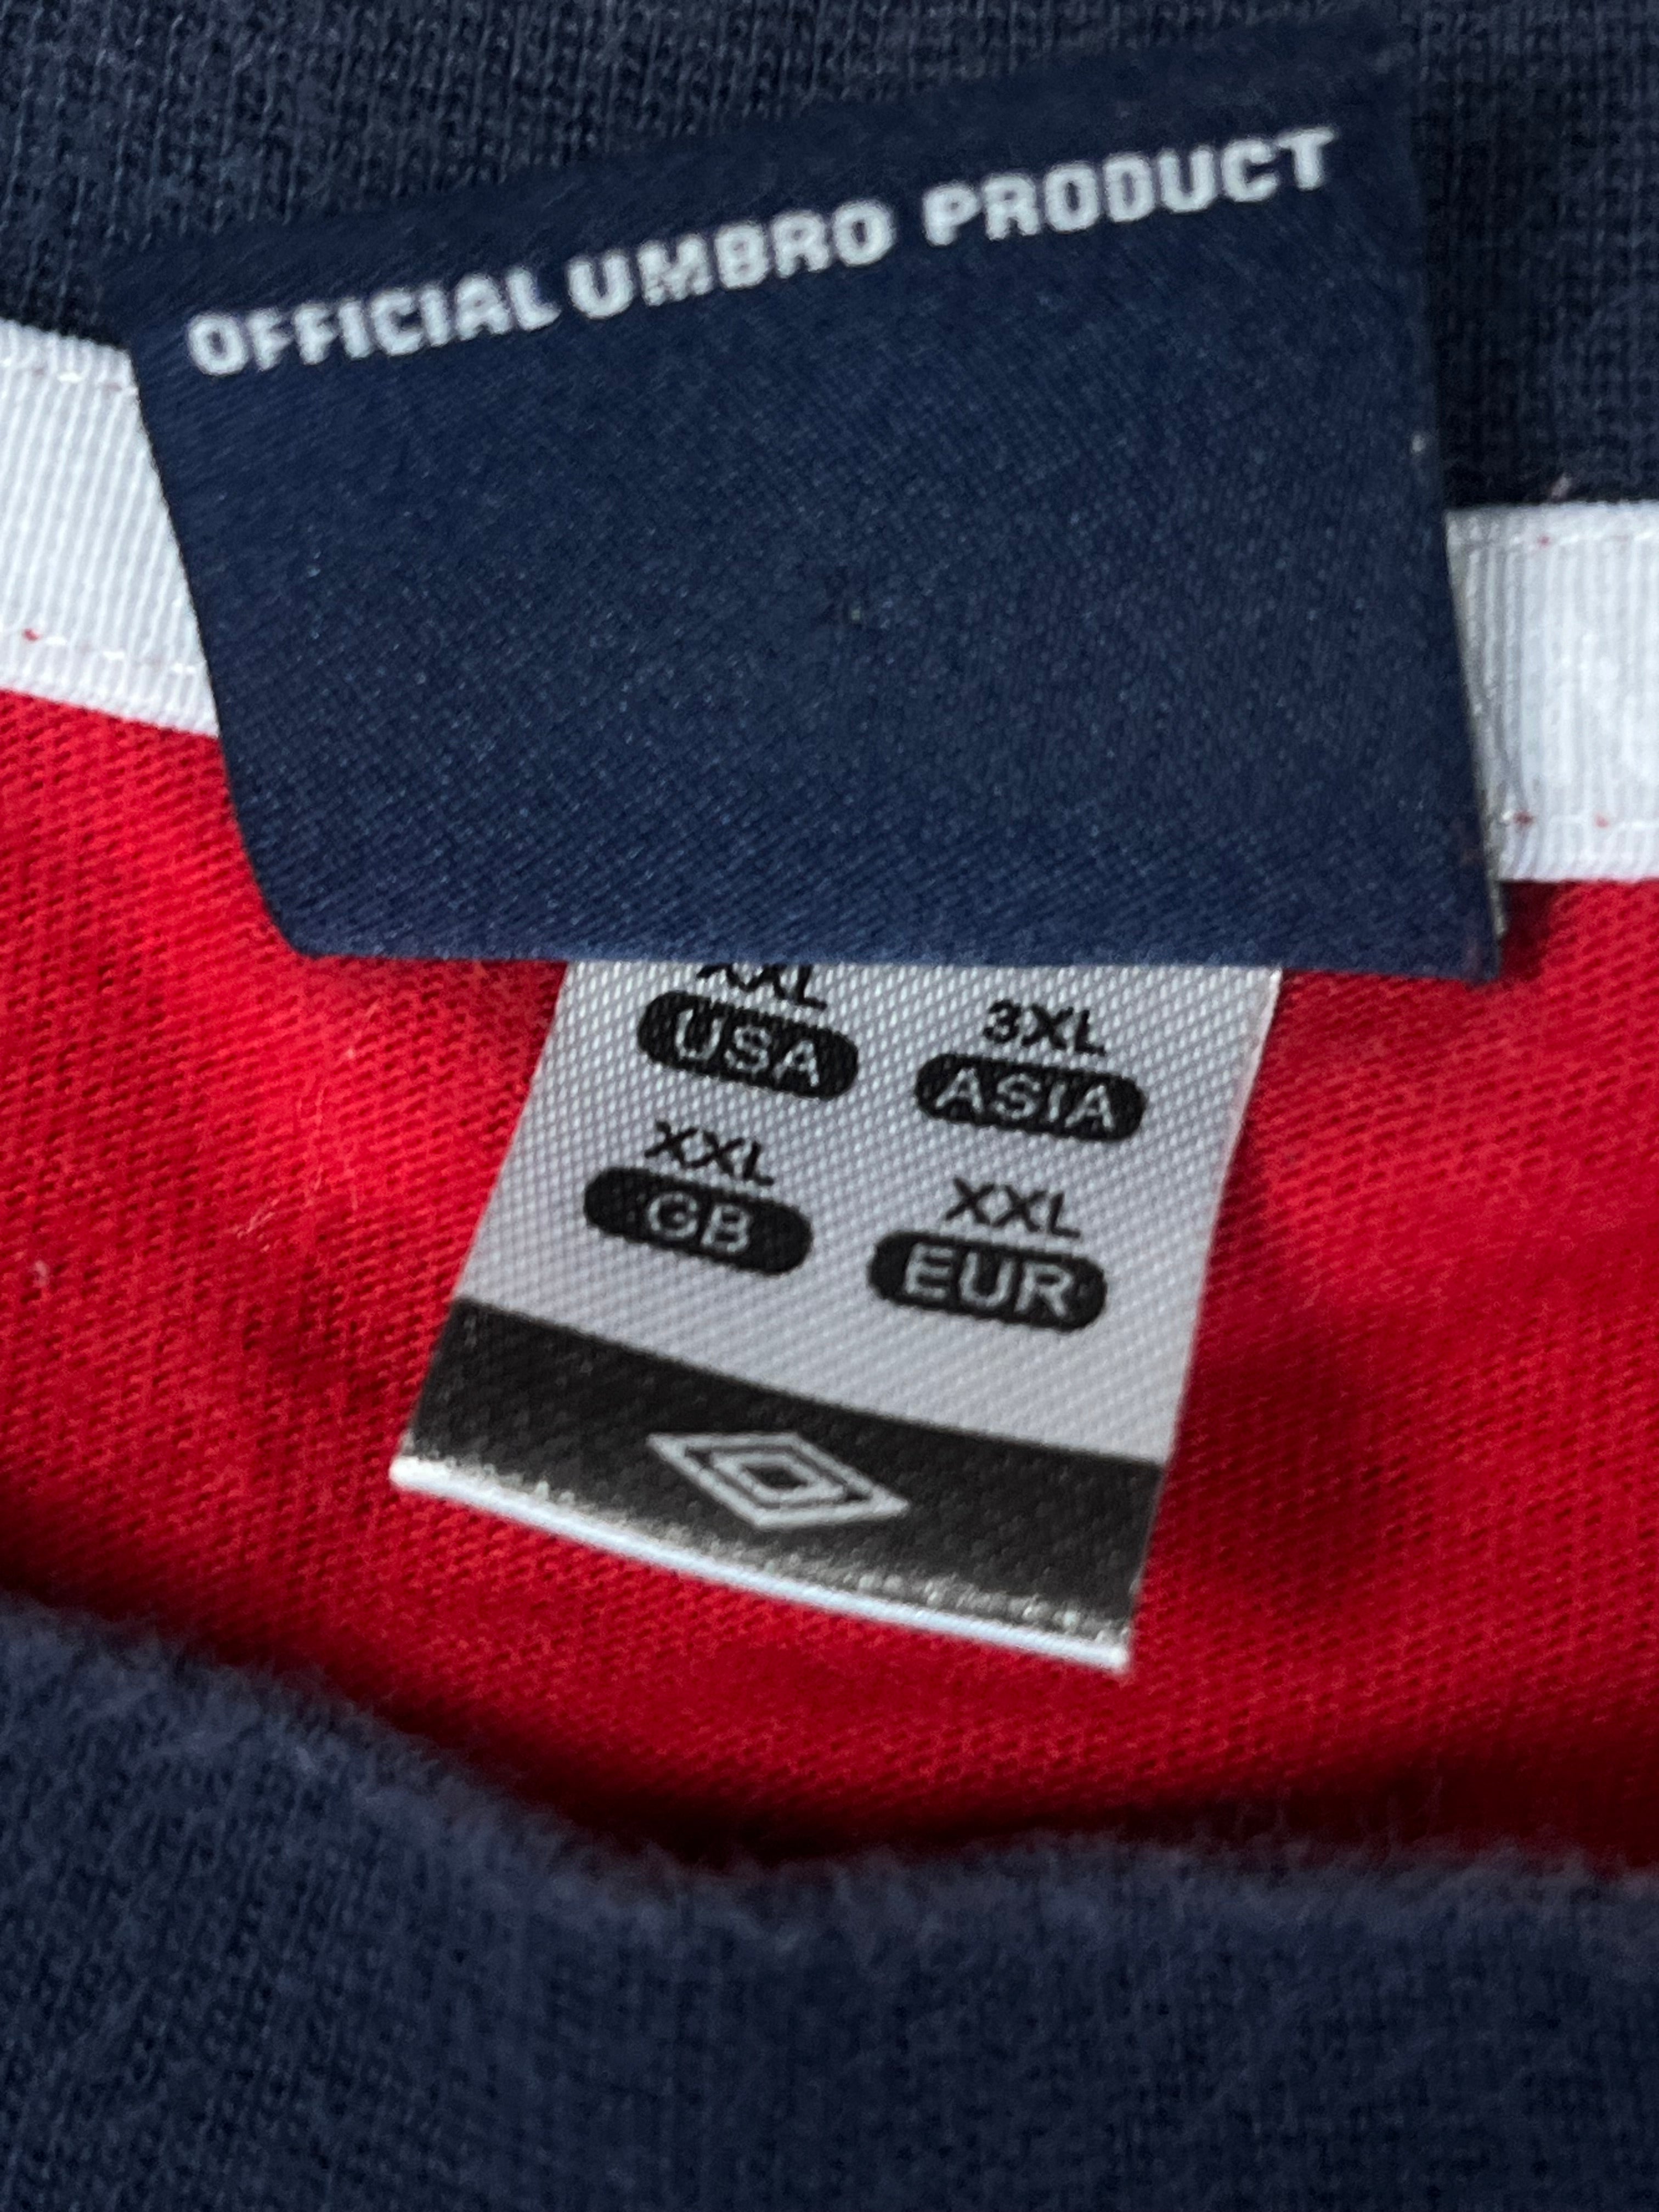 OFFICIAL UMBRO PRODUCT
XXL 3XL
USA ASIA
XXL XXL
GB EUR